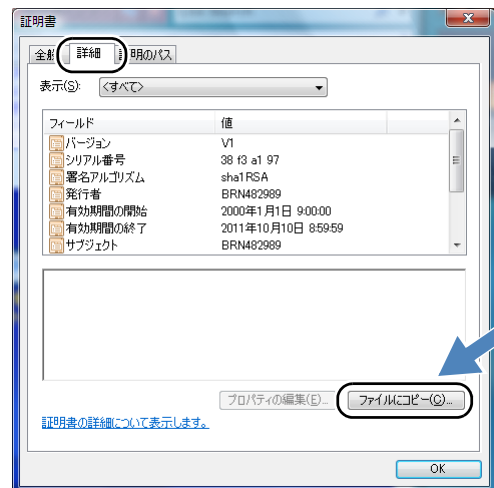 証明書
全般 詳細 証明のパス
表示(S): <すべて>
フィールド 値
バージョン V1
シリアル番号 38 f3 a1 97
署名アルゴリズム sha1RSA
発行者 BRN482989
有効期間の開始 2000年1月1日 9:00:00
有効期間の終了 2011年10月10日 8:59:59
サブジェクト BRN482989
プロパティの編集(E)... ファイルにコピー(C)...
証明書の詳細について表示します。
OK